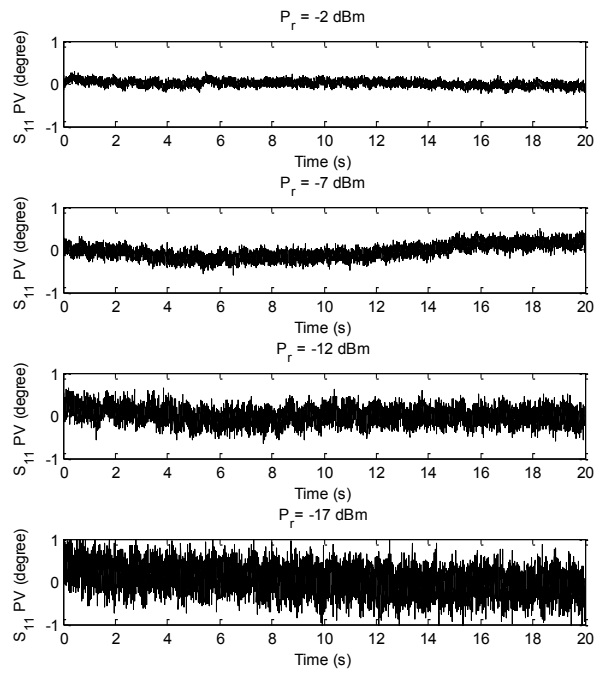 P_r = -2 dBm
S_11 PV (degree)
1
0
-1
0 2 4 6 8 10 12 14 16 18 20
Time (s)
P_r = -7 dBm
S_11 PV (degree)
1
0
-1
0 2 4 6 8 10 12 14 16 18 20
Time (s)
P_r = -12 dBm
S_11 PV (degree)
1
0
-1
0 2 4 6 8 10 12 14 16 18 20
Time (s)
P_r = -17 dBm
S_11 PV (degree)
1
0
-1
0 2 4 6 8 10 12 14 16 18 20
Time (s)